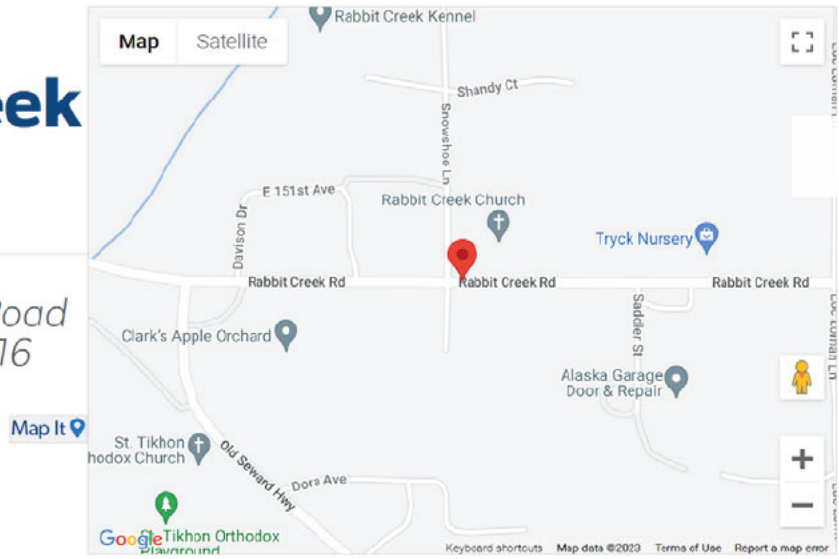 eek
oad
16
Map It
Map
Satellite
Rabbit Creek Kennel
Shandy Ct
Snowshoe Ln
E 151st Ave
Rabbit Creek Church
Davison Dr
Tryck Nursery
Rabbit Creek Rd
Rabbit Creek Rd
Rabbit Creek Rd
Clark's Apple Orchard
Saddler St
Alaska Garage
Door & Repair
St. Tikhon
hodox Church
Old Seward Hwy
Dora Ave
Google
St. Tikhon Orthodox
Playground
Keyboard shortcuts
Map data ©2023
Terms of Use
Report a map error